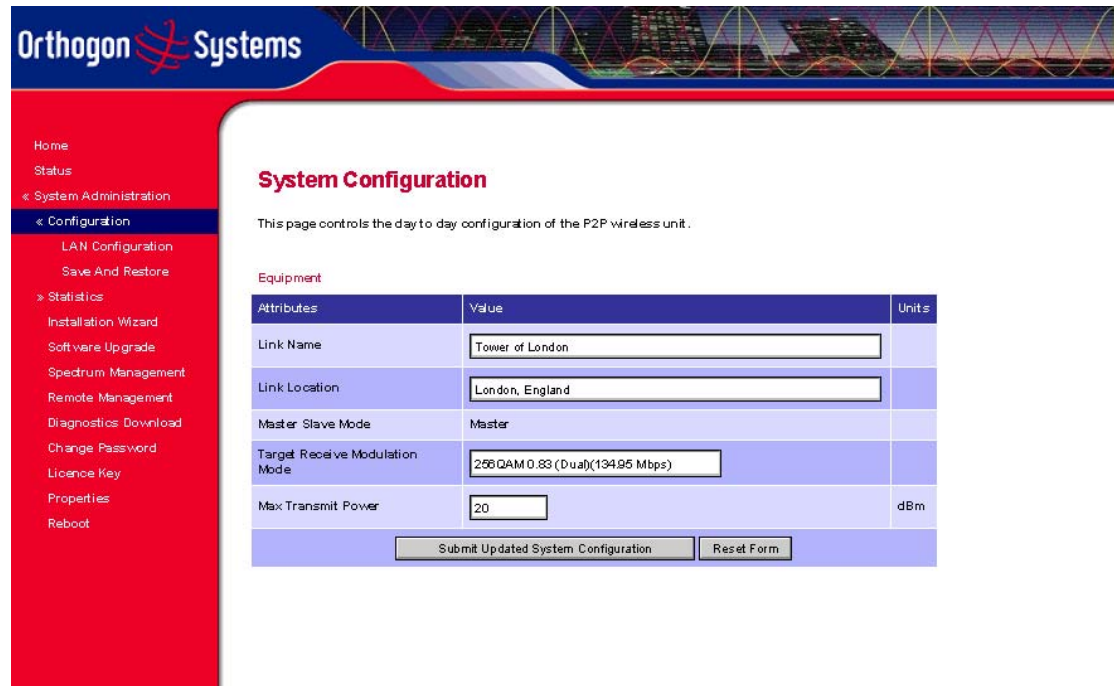 Orthogon Systems
Home
Status
« System Administration
« Configuration
LAN Configuration
Save And Restore
» Statistics
Installation Wizard
Software Upgrade
Spectrum Management
Remote Management
Diagnostics Download
Change Password
Licence Key
Properties
Reboot
System Configuration
This page controls the day to day configuration of the P2P wireless unit.
Equipment
Attributes Value Units
Link Name Tower of London
Link Location London, England
Master Slave Mode Master
Target Receive Modulation
Mode 256QAM 0.83 (Dual)(134.95 Mbps)
Max Transmit Power 20 dBm
Submit Updated System Configuration Reset Form